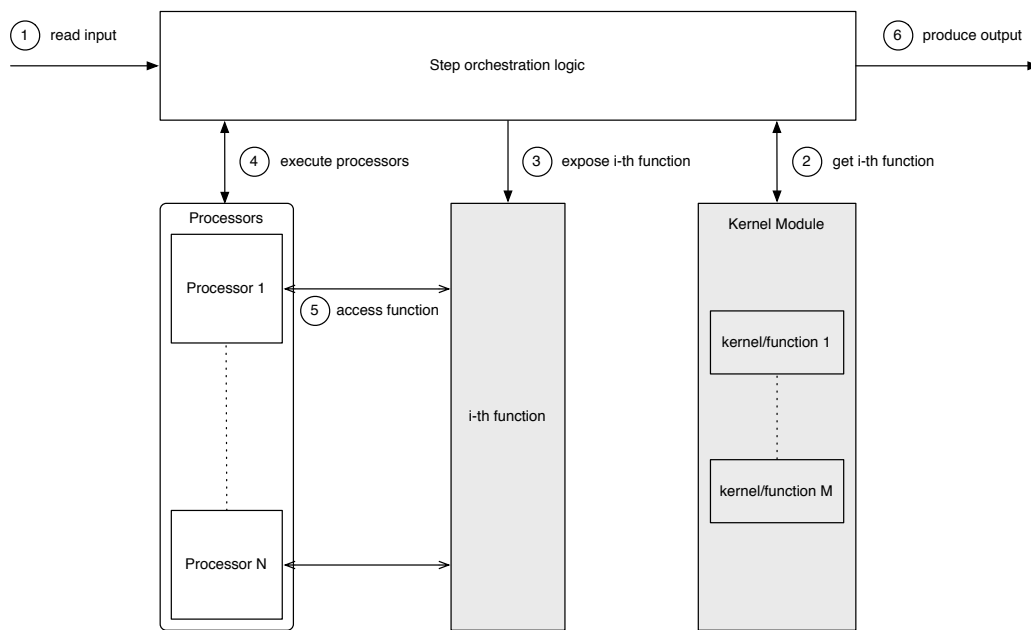 1 read input
6 produce output
Step orchestration logic
4 execute processors
3 expose i-th function
2 get i-th function
Processors
Kernel Module
Processor 1
5 access function
kernel/function 1
i-th function
kernel/function M
Processor N